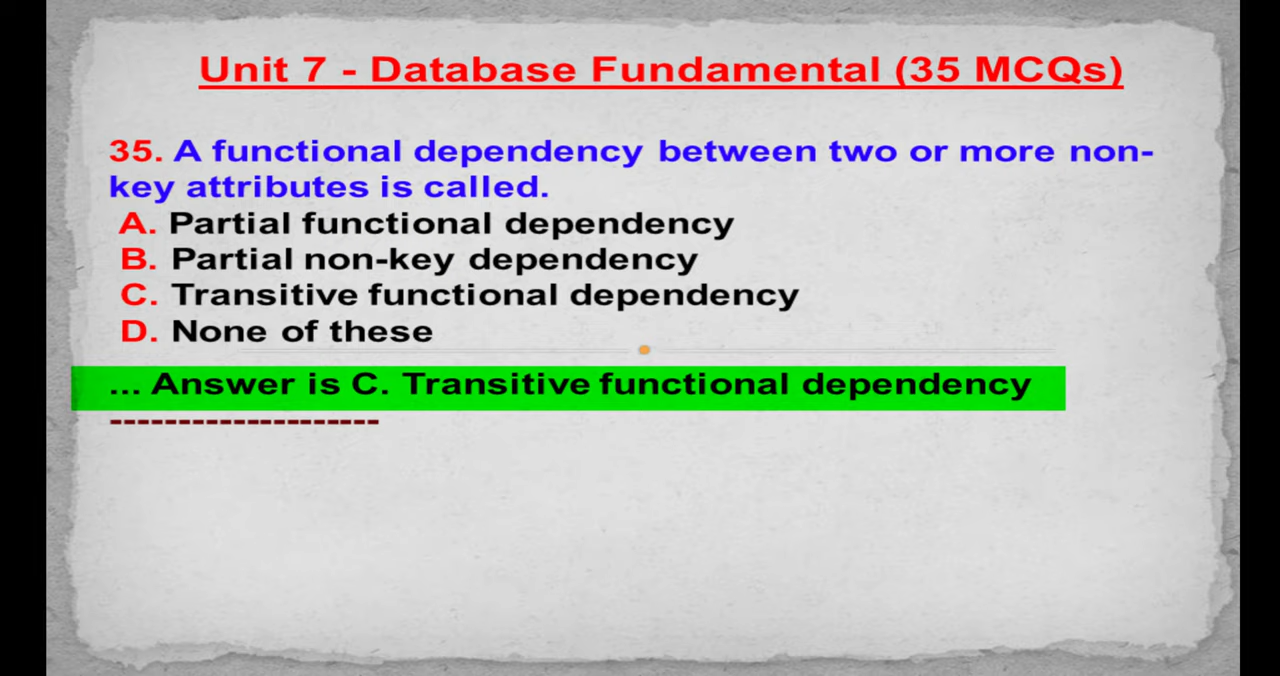 Unit 7 - Database Fundamental (35 MCQs)
35. A functional dependency between two or more non-
key attributes is called.
A. Partial functional dependency
B. Partial non-key dependency
C. Transitive functional dependency
D. None of these
... Answer is C. Transitive functional dependency
--------------------